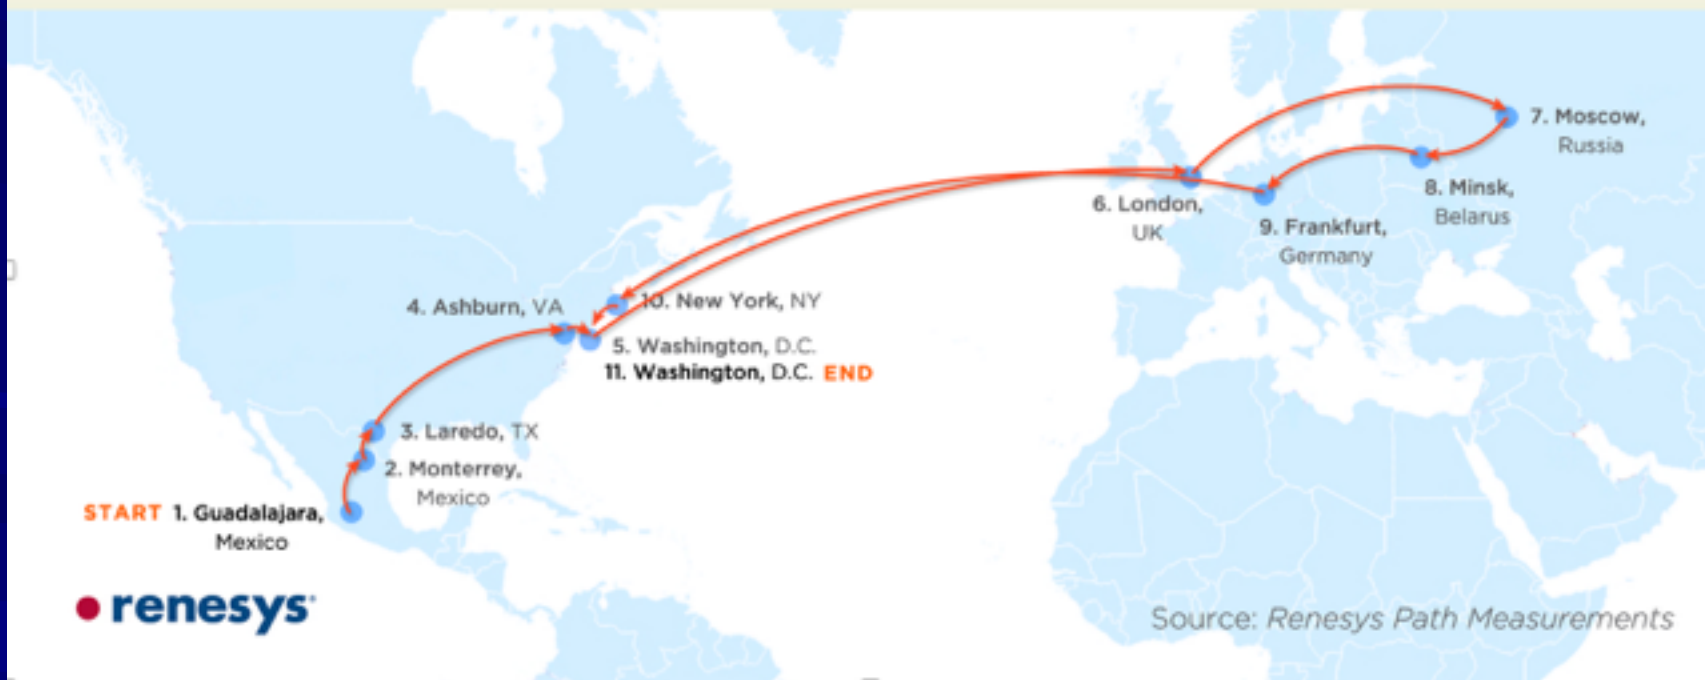 7. Moscow,
Russia
8. Minsk,
Belarus
6. London,
UK
9. Frankfurt,
Germany
4. Ashburn, VA
10. New York, NY
5. Washington, D.C.
11. Washington, D.C. END
3. Laredo, TX
2. Monterrey,
Mexico
START 1. Guadalajara,
Mexico
renesys
Source: Renesys Path Measurements